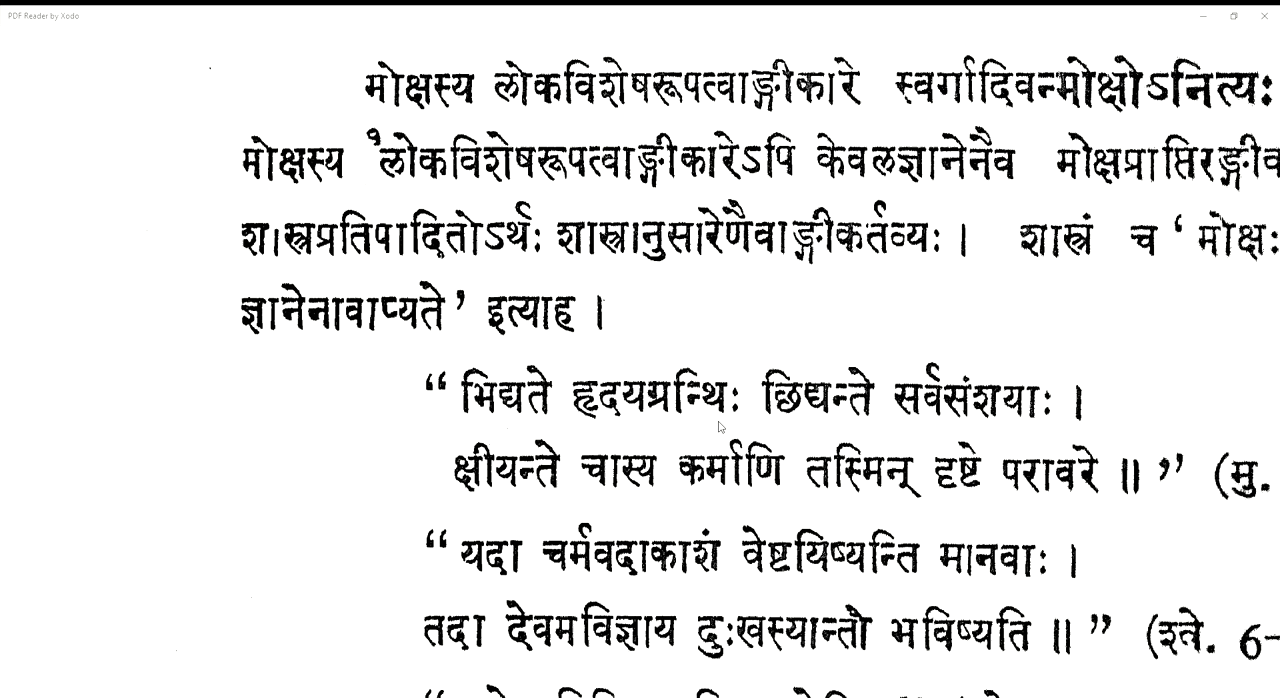 PDF Reader by Xodo
मोक्षस्य लोकविशेषरूपत्वाङ्गीकारे स्वर्गादिवन्मोक्षोऽनित्यः
मोक्षस्य लोकविशेषरूपत्वाङ्गीकारेऽपि केवलज्ञानेनैव मोक्षप्राप्तिरङ्गीक
शास्त्रप्रतिपादितोऽर्थः शास्त्रानुसारेणैवाङ्गीकर्तव्यः । शास्त्रं च ‘ मोक्षः
ज्ञानेनावाप्यते ’ इत्याह ।
“ भिद्यते हृदयग्रन्थिः छिद्यन्ते सर्वसंशयाः ।
क्षीयन्ते चास्य कर्माणि तस्मिन् दृष्टे परावरे ॥ ” (मु.
“ यदा चर्मवदाकाशं वेष्टयिष्यन्ति मानवाः ।
तदा देवमविज्ञाय दुःखस्यान्तो भविष्यति ॥ ” (श्वे. 6-